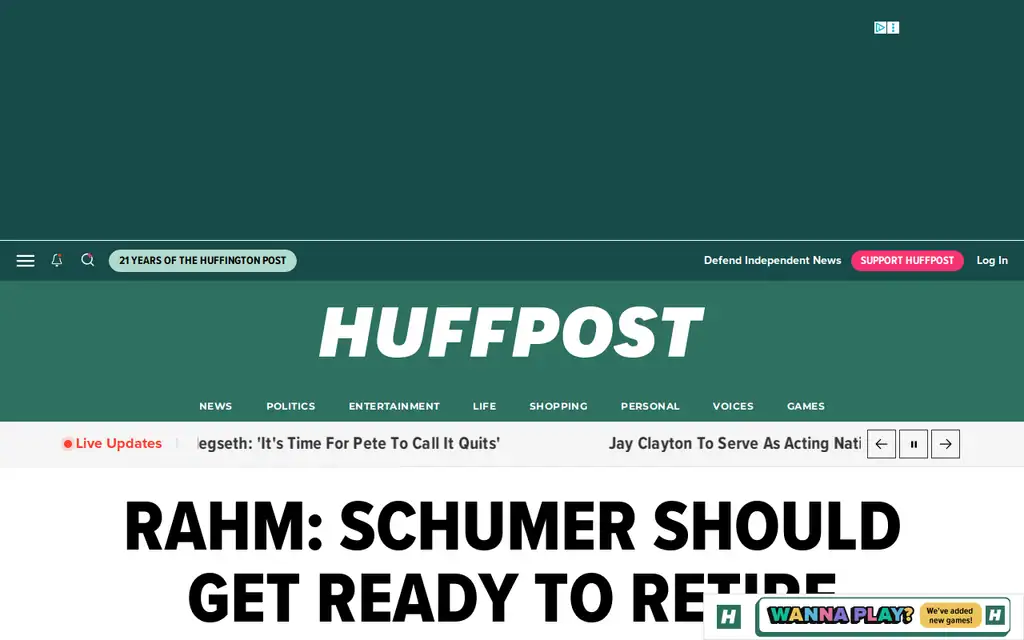 21 YEARS OF THE HUFFINGTON POST
Defend Independent News
SUPPORT HUFFPOST
Log In
HUFFPOST
NEWS
POLITICS
ENTERTAINMENT
LIFE
SHOPPING
PERSONAL
VOICES
GAMES
Live Updates
legseth: 'It's Time For Pete To Call It Quits'
Jay Clayton To Serve As Acting Nati
RAHM: SCHUMER SHOULD
GET READY TO RETIRE
H
WANNA PLAY?
We've added
new games!
H